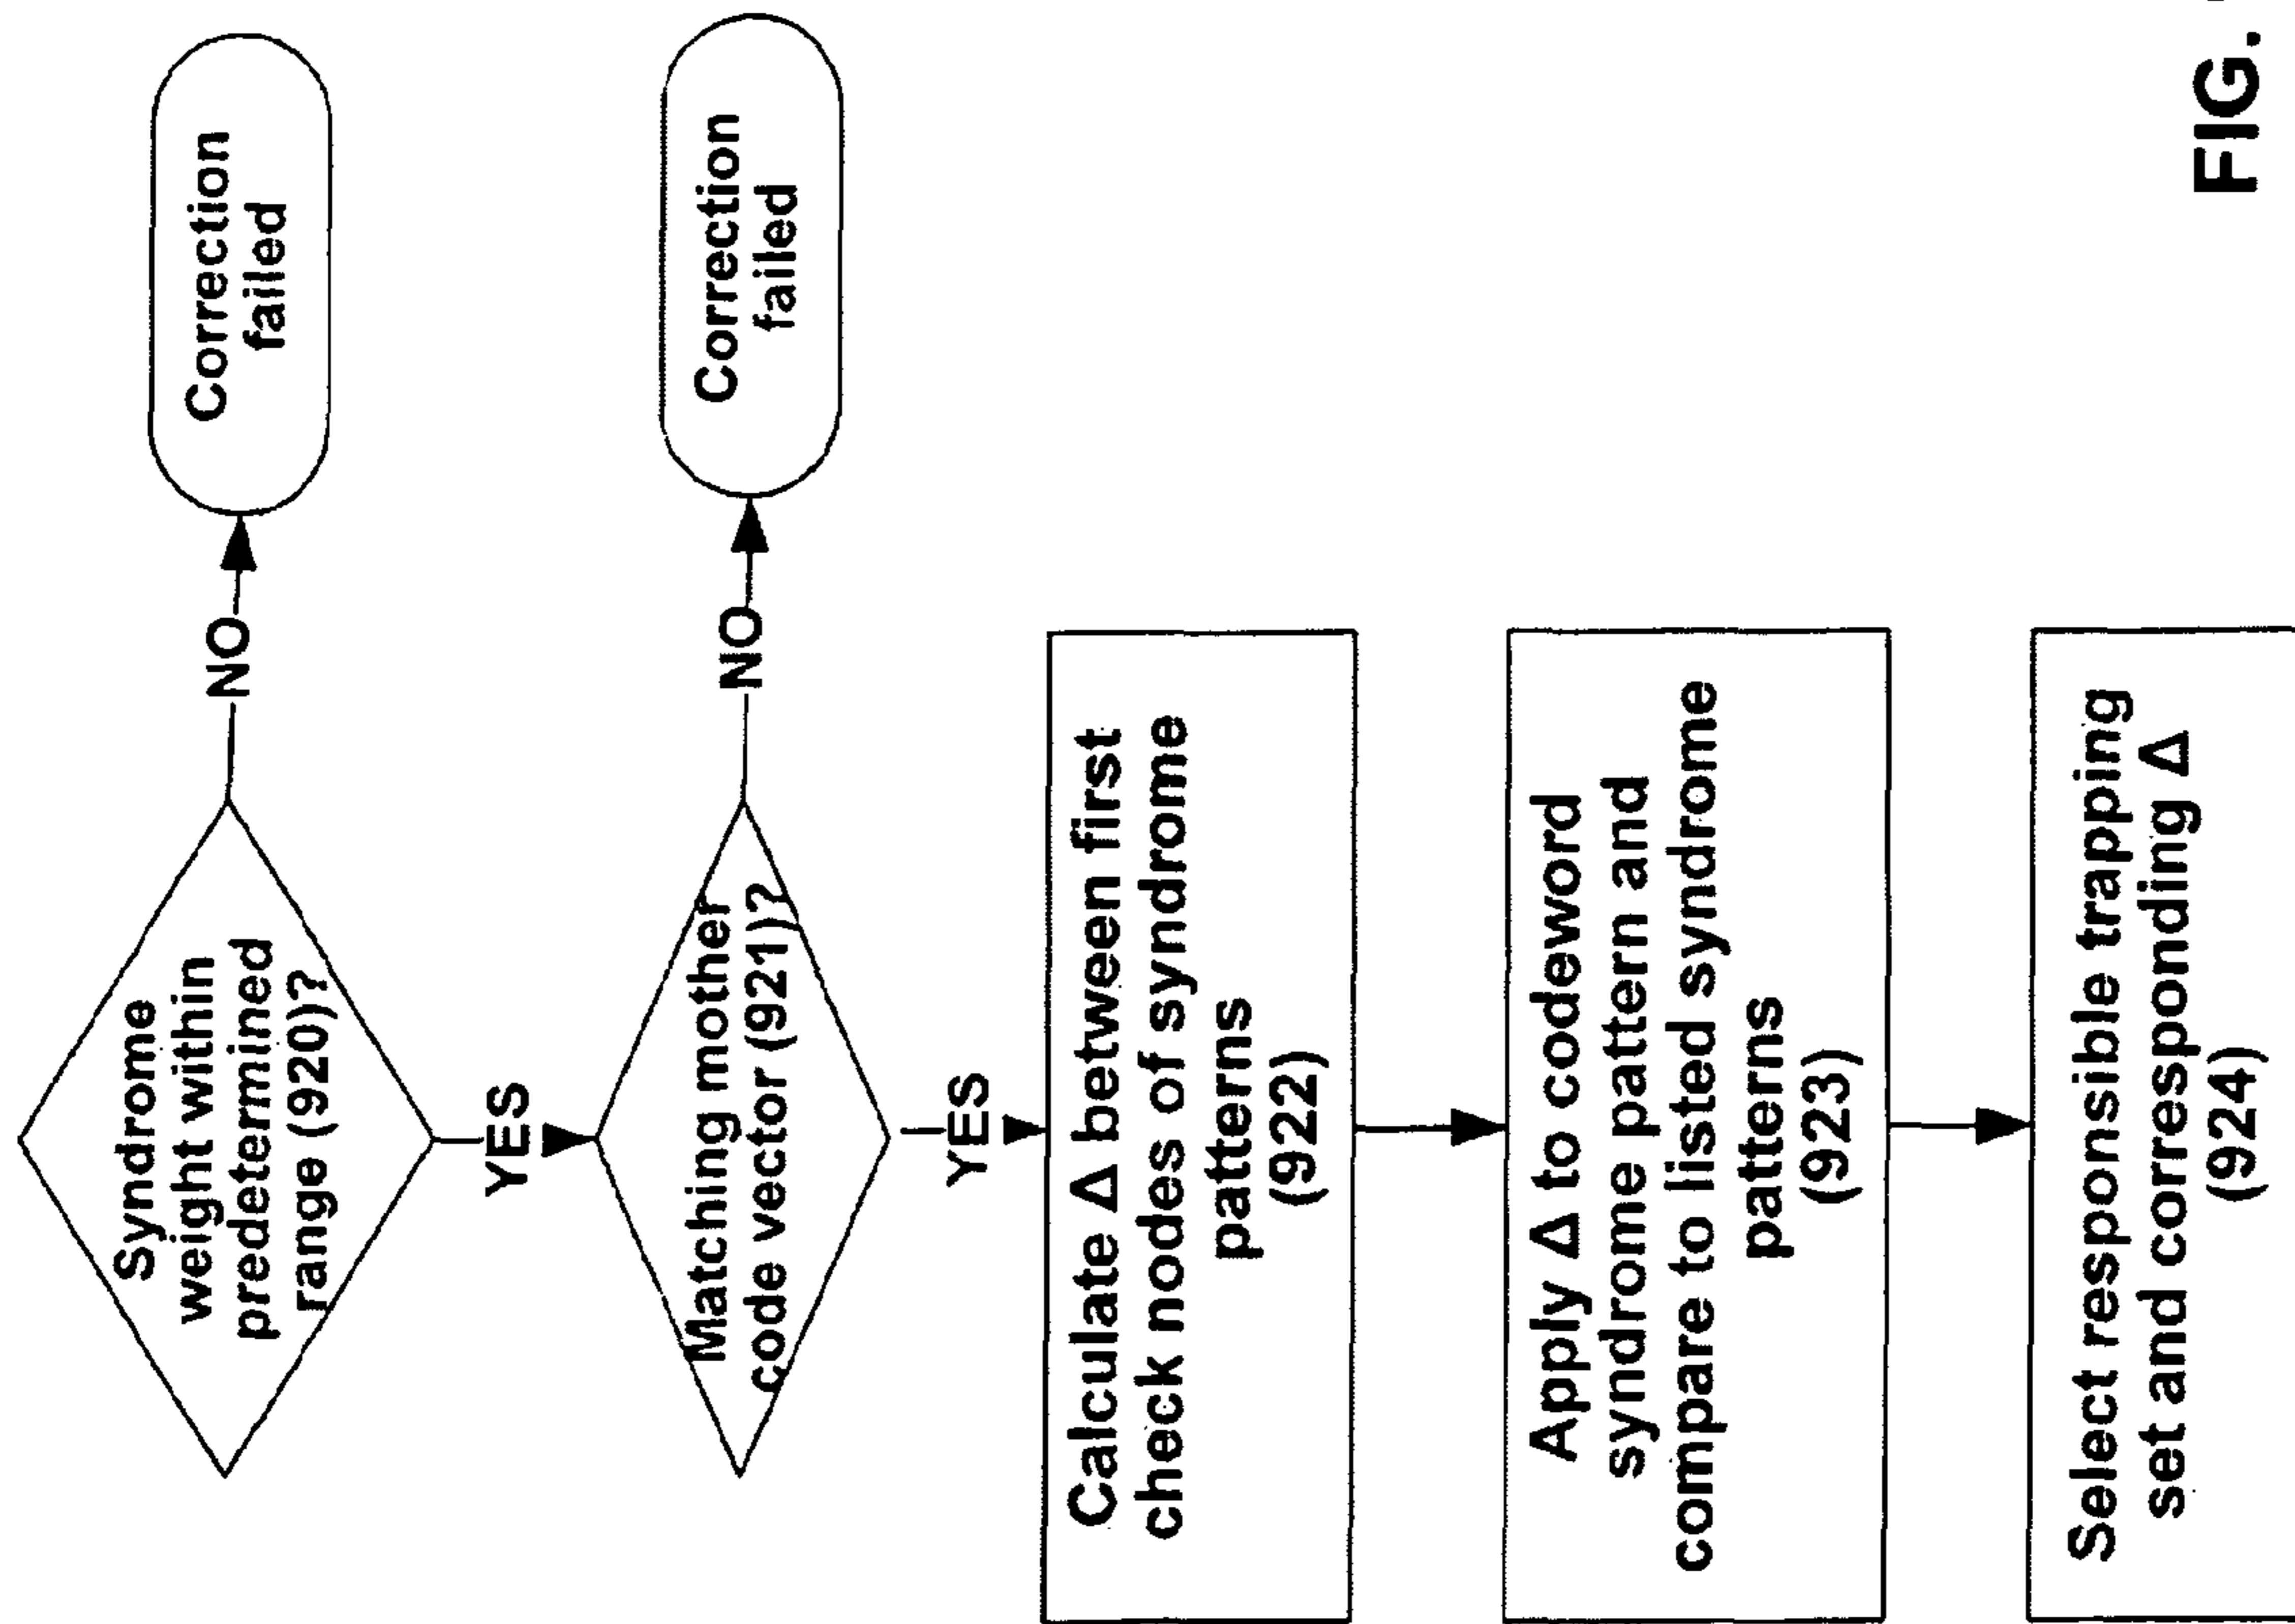 Syndrome
weight within
predetermined
range (920)?
NO
Correction
failed
YES
Matching mother
code vector (921)?
NO
Correction
failed
YES
Calculate Δ between first
check nodes of syndrome
patterns
(922)
Apply Δ to codeword
syndrome pattern and
compare to listed syndrome
patterns
(923)
Select responsible trapping
set and corresponding Δ
(924)
FIG.